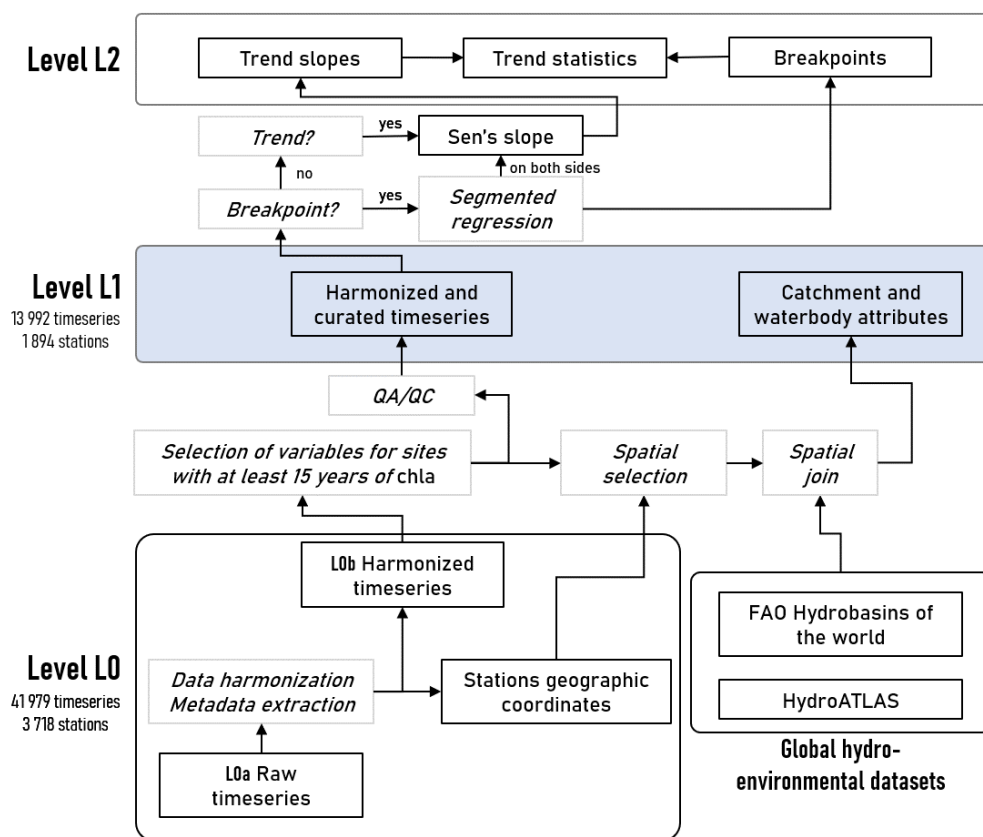 Level L2
Trend slopes
Trend statistics
Breakpoints
Trend?
yes
Sen's slope
no
on both sides
Breakpoint?
yes
Segmented
regression
Level L1
13 992 timeseries
1 894 stations
Harmonized and
curated timeseries
Catchment and
waterbody attributes
QA/QC
Selection of variables for sites
with at least 15 years of chla
Spatial
selection
Spatial
join
L0b Harmonized
timeseries
FAO Hydrobasins of
the world
Level L0
41 979 timeseries
3 718 stations
Data harmonization
Metadata extraction
Stations geographic
coordinates
HydroATLAS
L0a Raw
timeseries
Global hydro-
environmental datasets